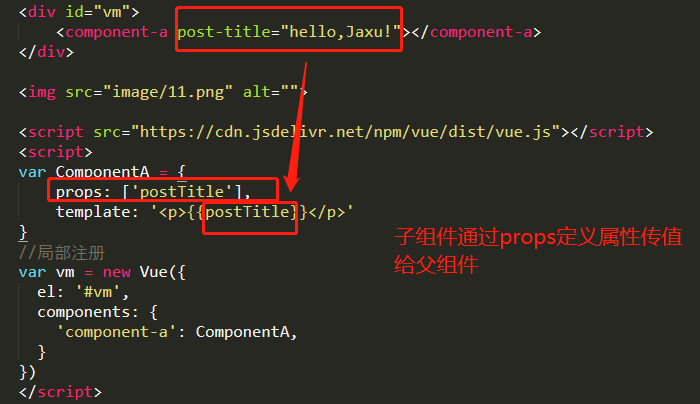 <div id="vm">
    <component-a post-title="hello,Jaxu!"></component-a>
</div>
<img src="image/11.png" alt="">
<script src="https://cdn.jsdelivr.net/npm/vue/dist/vue.js"></script>
<script>
var ComponentA = {
    props: ['postTitle'],
    template: '<p>{{postTitle}}</p>'
}
子组件通过props定义属性传值
给父组件
//局部注册
var vm = new Vue({
  el: '#vm',
  components: {
    'component-a': ComponentA,
  }
})
</script>